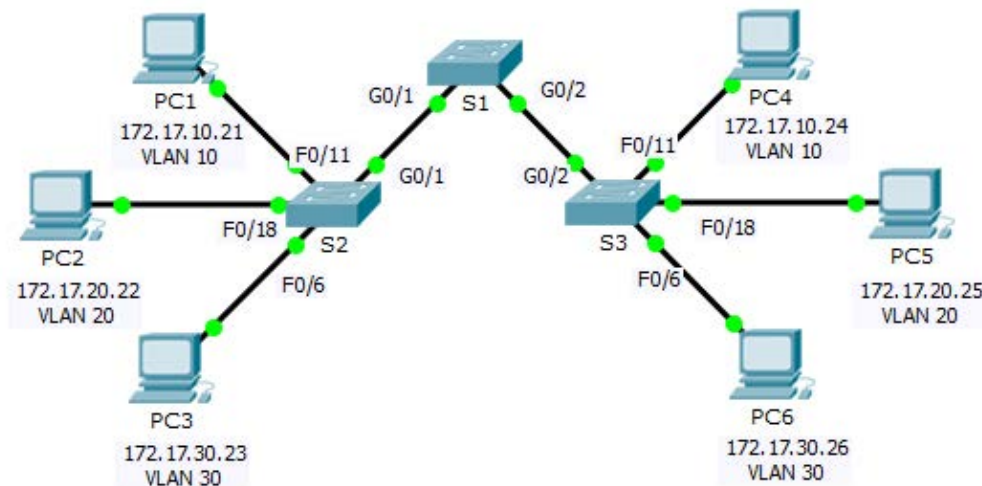 PC1
172.17.10.21
VLAN 10
G0/1
S1
G0/2
PC4
172.17.10.24
VLAN 10
F0/11
G0/1
G0/2
F0/11
PC2
172.17.20.22
VLAN 20
F0/18
S2
F0/6
S3
F0/18
F0/6
PC5
172.17.20.25
VLAN 20
PC3
172.17.30.23
VLAN 30
PC6
172.17.30.26
VLAN 30